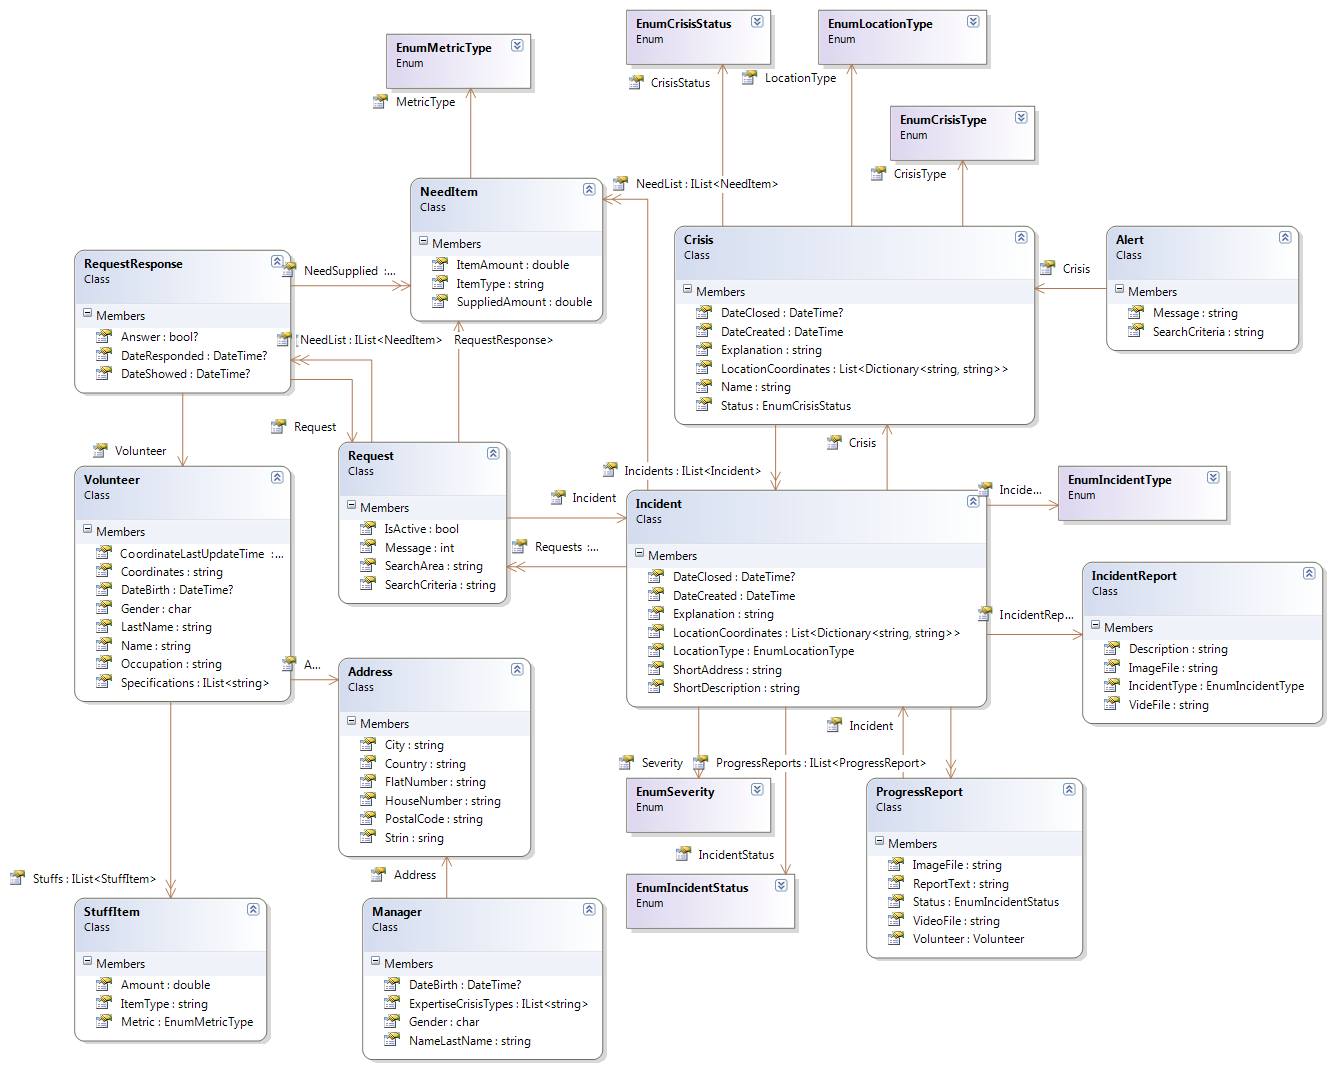 EnumCrisisStatus
Enum
CrisisStatus
EnumLocationType
Enum
LocationType
EnumMetricType
Enum
MetricType
EnumCrisisType
Enum
CrisisType
NeedItem
Class
Members
ItemAmount : double
ItemType : string
SuppliedAmount : double
NeedList : IList<NeedItem>
Crisis
Class
Members
DateClosed : DateTime?
DateCreated : DateTime
Explanation : string
LocationCoordinates : List<Dictionary<string, string>>
Name : string
Status : EnumCrisisStatus
Crisis
Alert
Class
Members
Message : string
SearchCriteria : string
RequestResponse
Class
Members
Answer : bool?
DateResponded : DateTime?
DateShowed : DateTime?
NeedSupplied :...
NeedList : IList<NeedItem>
RequestResponse>
Request
Volunteer
Volunteer
Class
Members
CoordinateLastUpdateTime :...
Coordinates : string
DateBirth : DateTime?
Gender : char
LastName : string
Name : string
Occupation : string
Specifications : IList<string>
Request
Class
Members
IsActive : bool
Message : int
SearchArea : string
SearchCriteria : string
Incident
Requests :...
Incidents : IList<Incident>
Crisis
Incident
Class
Members
DateClosed : DateTime?
DateCreated : DateTime
Explanation : string
LocationCoordinates : List<Dictionary<string, string>>
LocationType : EnumLocationType
ShortAddress : string
ShortDescription : string
Incide...
EnumIncidentType
Enum
IncidentRep...
IncidentReport
Class
Members
Description : string
ImageFile : string
IncidentType : EnumIncidentType
VideFile : string
A...
Address
Class
Members
City : string
Country : string
FlatNumber : string
HouseNumber : string
PostalCode : string
Strin : sring
Address
Incident
Severity
ProgressReports : IList<ProgressReport>
EnumSeverity
Enum
IncidentStatus
EnumIncidentStatus
Enum
ProgressReport
Class
Members
ImageFile : string
ReportText : string
Status : EnumIncidentStatus
VideoFile : string
Volunteer : Volunteer
Stuffs : IList<StuffItem>
StuffItem
Class
Members
Amount : double
ItemType : string
Metric : EnumMetricType
Manager
Class
Members
DateBirth : DateTime?
ExpertiseCrisisTypes : IList<string>
Gender : char
NameLastName : string